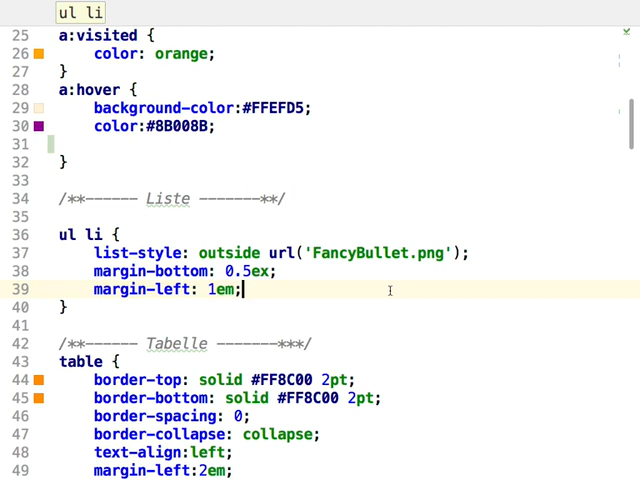 ul li
25 a:visited {
26 color: orange;
27 }
28 a:hover {
29 background-color:#FFEFD5;
30 color:#8B008B;
31
32 }
33
34 /**------ Liste -------**/
35
36 ul li {
37 list-style: outside url('FancyBullet.png');
38 margin-bottom: 0.5ex;
39 margin-left: 1em;
40 }
41
42 /**------ Tabelle -------***/
43 table {
44 border-top: solid #FF8C00 2pt;
45 border-bottom: solid #FF8C00 2pt;
46 border-spacing: 0;
47 border-collapse: collapse;
48 text-align:left;
49 margin-left:2em;